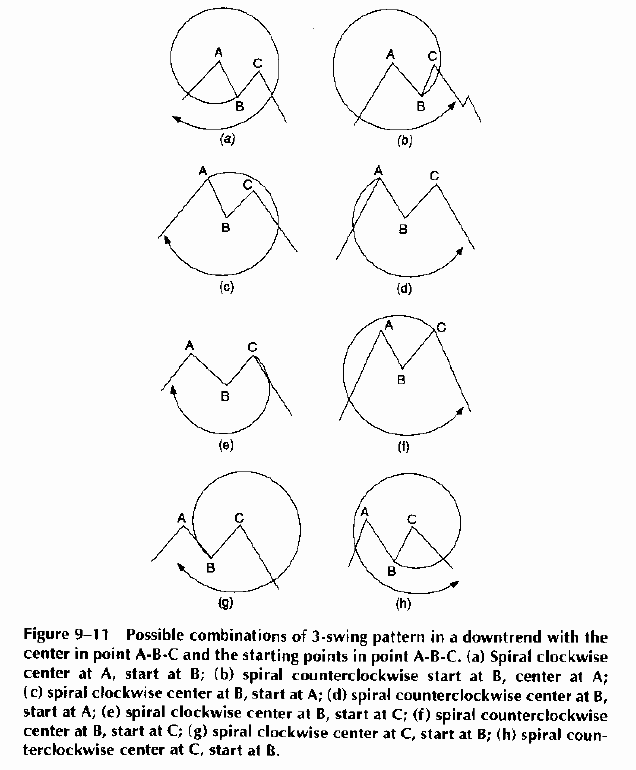 A
C
B
(a)
A
C
B
(b)
A
C
B
(c)
A
C
B
(d)
A
C
B
(e)
A
C
B
(f)
A
C
B
(g)
A
C
B
(h)
Figure 9–11 Possible combinations of 3-swing pattern in a downtrend with the
center in point A-B-C and the starting points in point A-B-C. (a) Spiral clockwise
center at A, start at B; (b) spiral counterclockwise start at B, center at A;
(c) spiral clockwise center at B, start at A; (d) spiral counterclockwise center at B,
start at A; (e) spiral clockwise center at B, start at C; (f) spiral counterclockwise
center at B, start at C; (g) spiral clockwise center at C, start at B; (h) spiral coun-
terclockwise center at C, start at B.